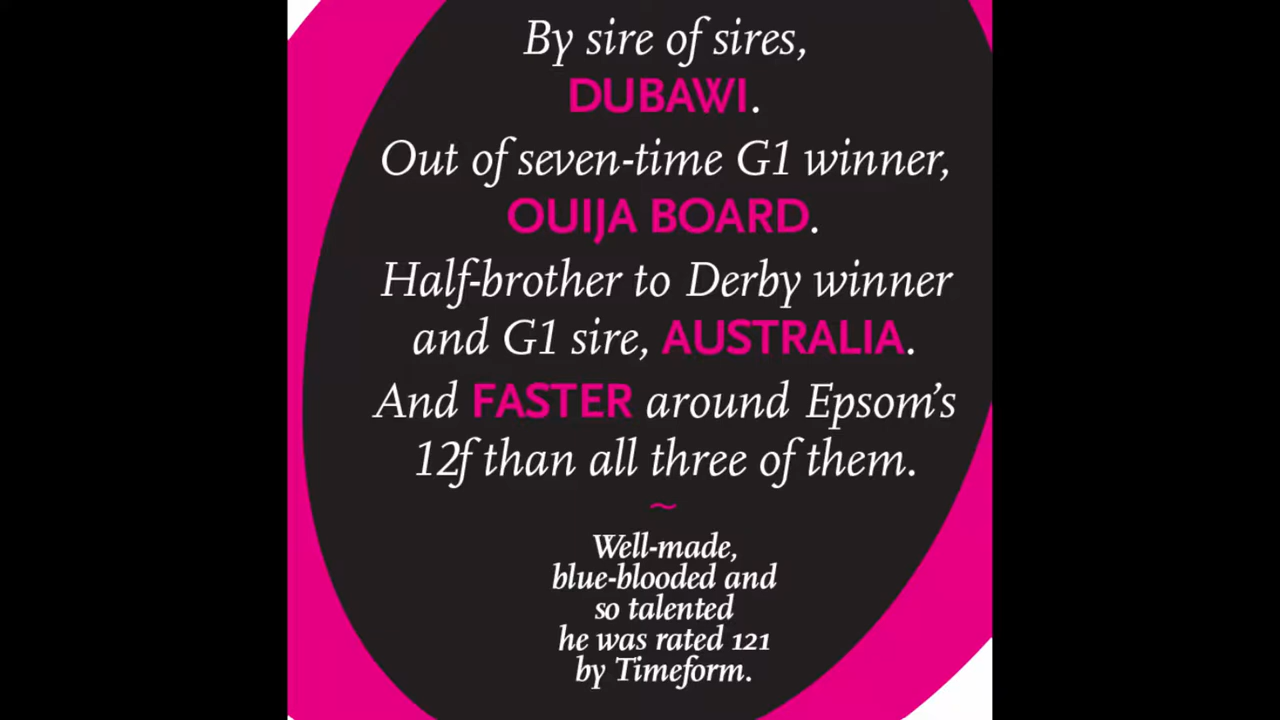 By sire of sires,
DUBAWI.
Out of seven-time G1 winner,
OUIJA BOARD.
Half-brother to Derby winner
and G1 sire, AUSTRALIA.
And FASTER around Epsom's
12f than all three of them.
~
Well-made,
blue-blooded and
so talented
he was rated 121
by Timeform.